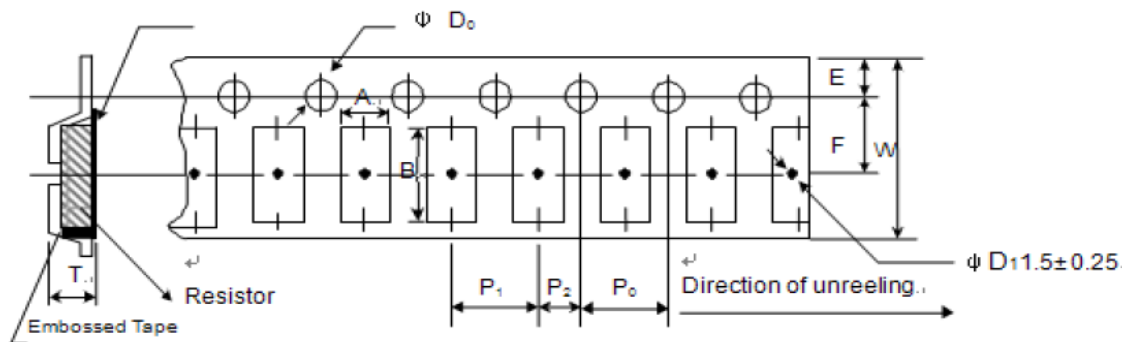 Φ D₀
E
A
F
W
B
T
P₁
P₂
P₀
Direction of unreeling
φ D₁1.5±0.25
Resistor
Embossed Tape